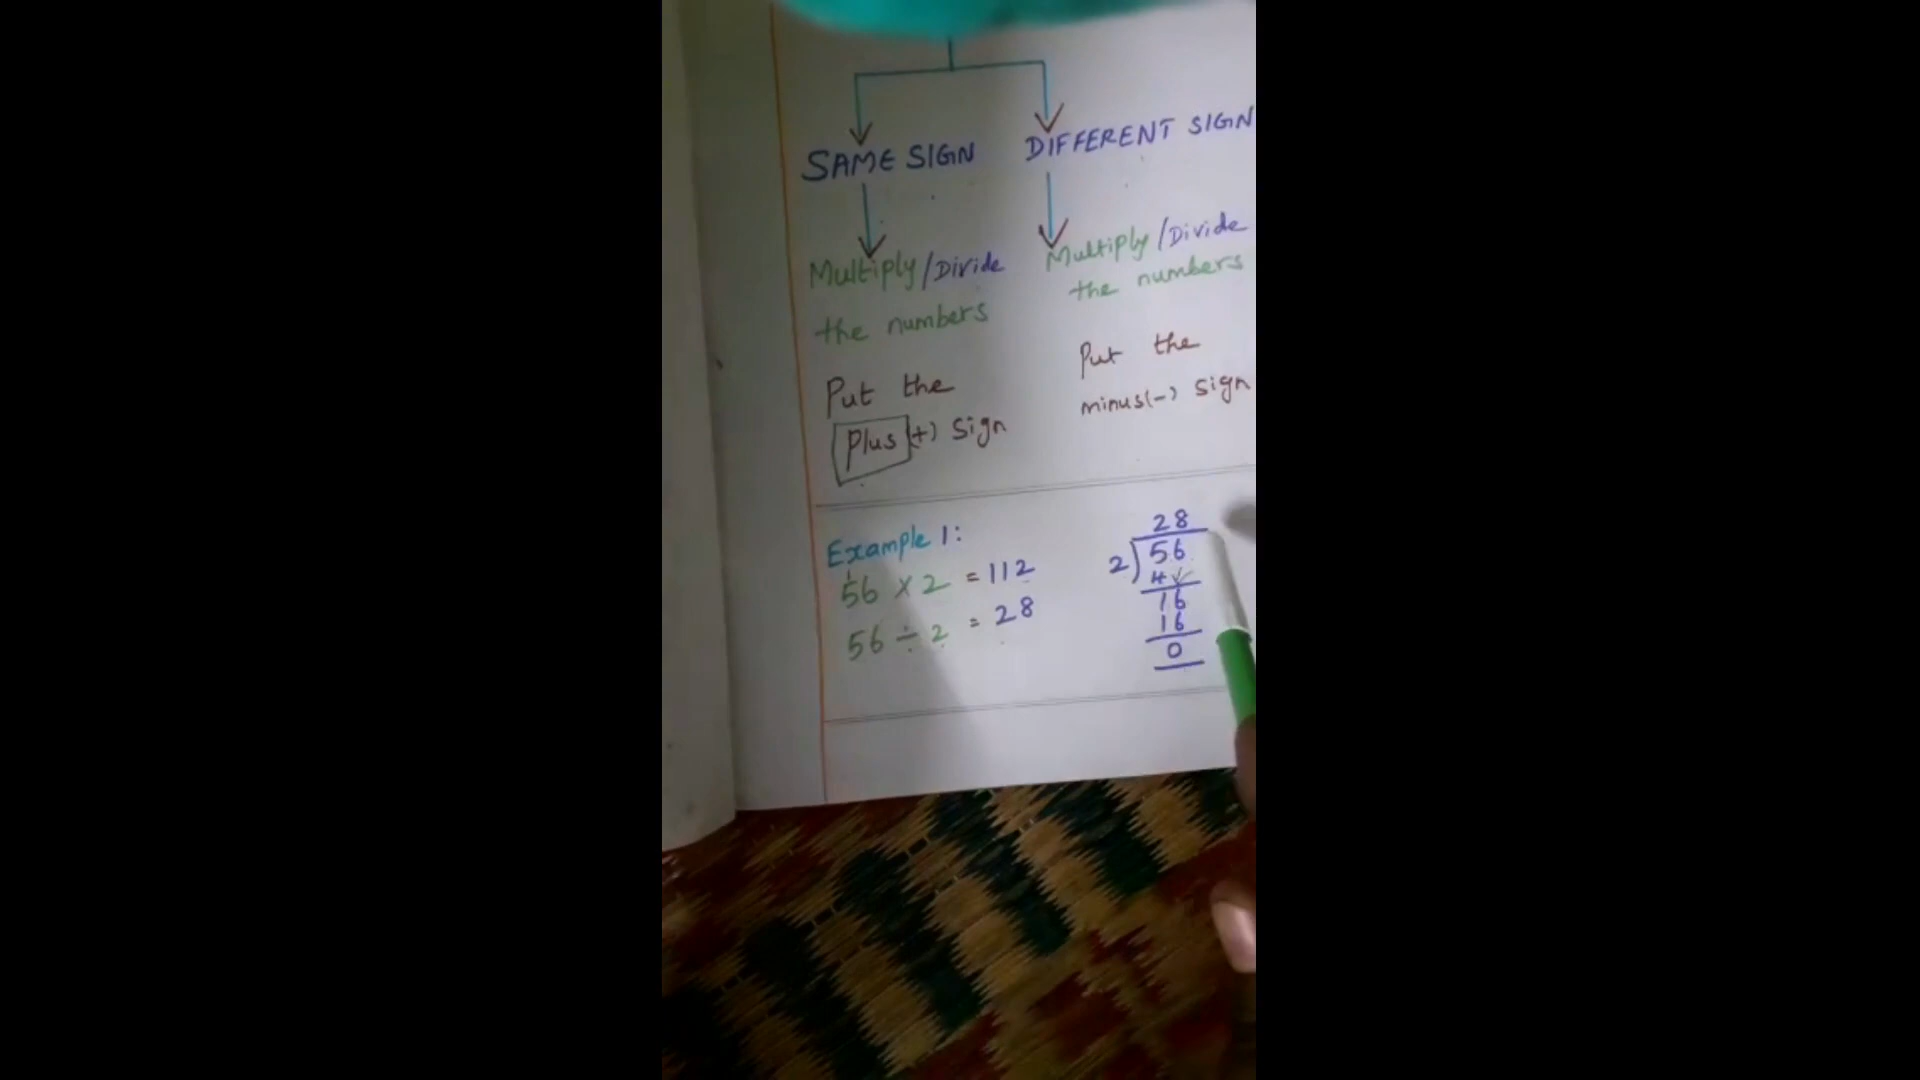 SAME SIGN
DIFFERENT SIGN
Multiply/Divide
the numbers
Put the
plus(+) sign
Multiply/Divide
the numbers
Put the
minus(-) sign
Example 1:
1
56 × 2 = 112
56 ÷ 2 = 28
28
2)56
4
16
16
0